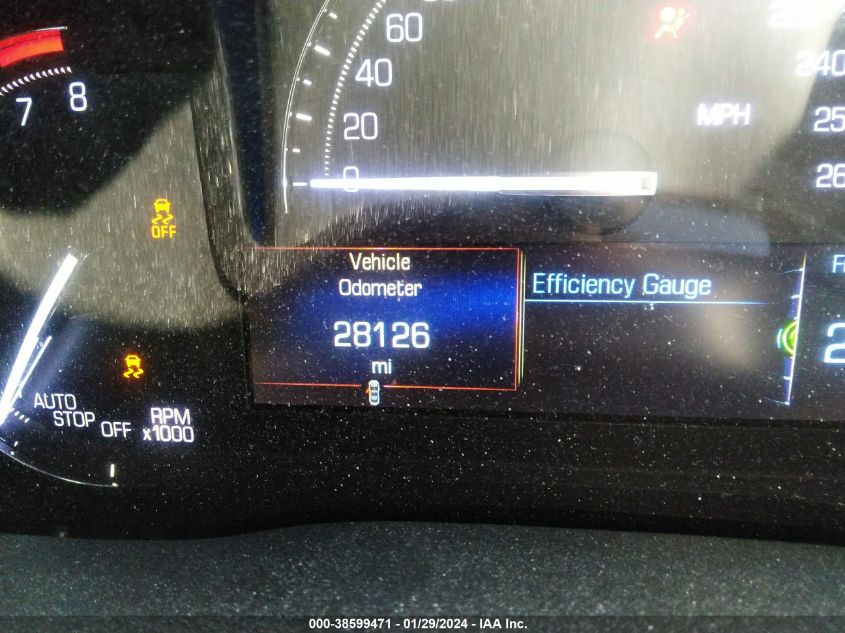 60
40
20
0
MPH
240
7 8
OFF
Vehicle
Odometer
28126
mi
Efficiency Gauge
AUTO
STOP
OFF
RPM
x1000
000-38599471 - 01/29/2024 - IAA Inc.